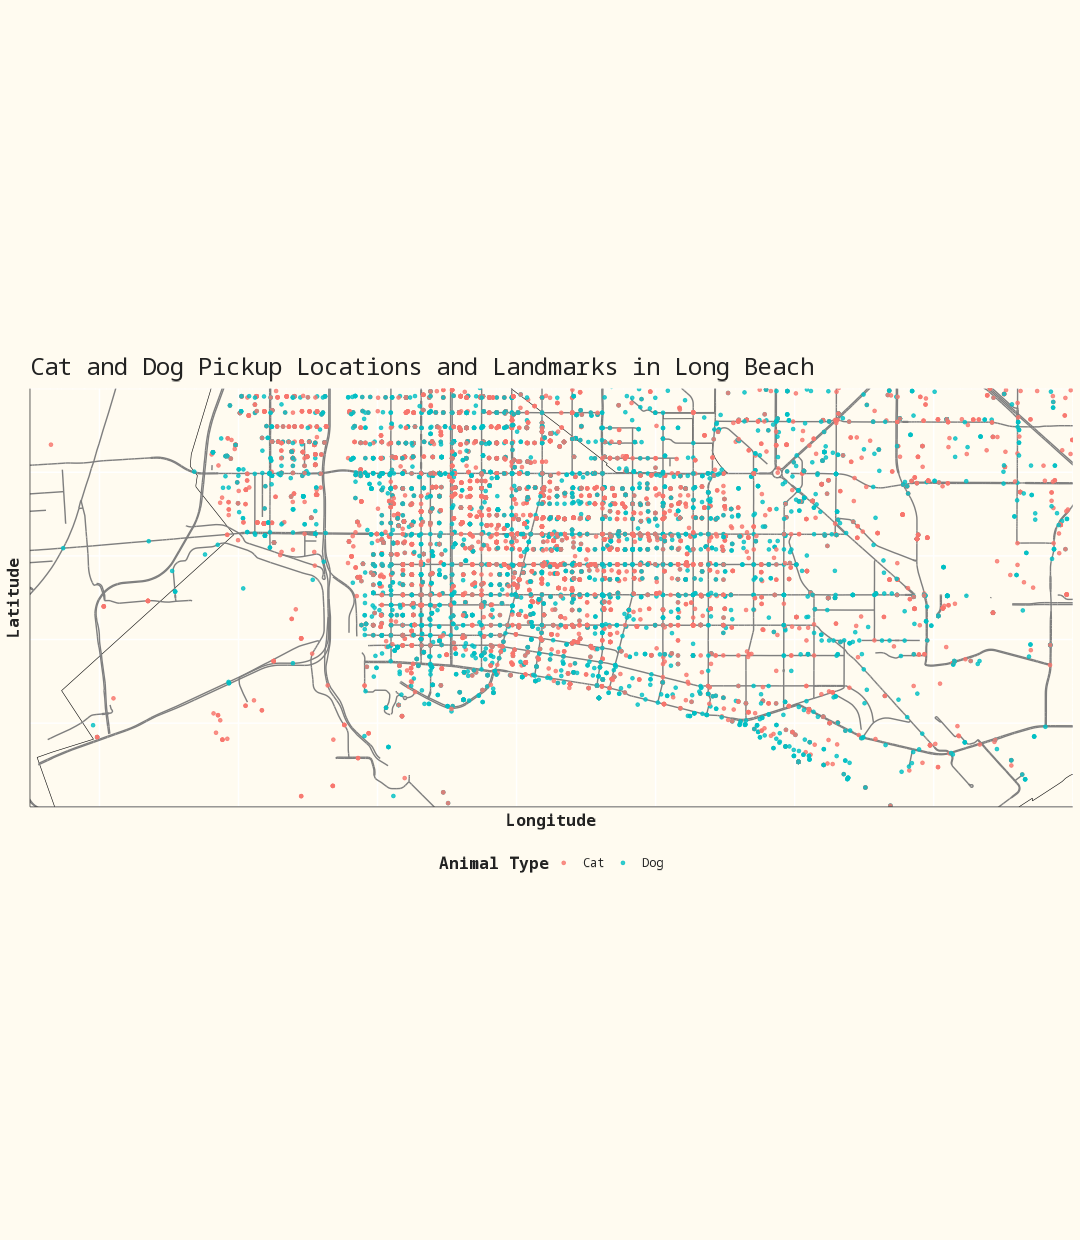 Cat and Dog Pickup Locations and Landmarks in Long Beach
Latitude
Longitude
Animal Type Cat Dog